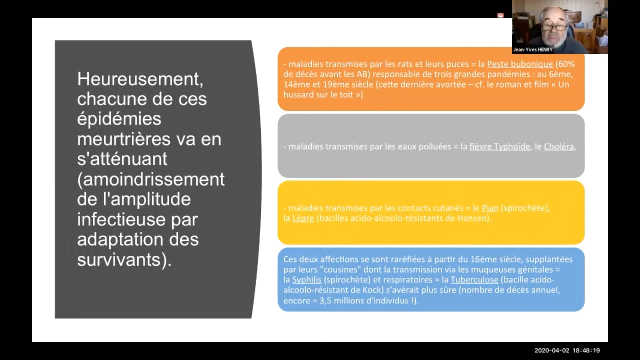 Jean-Yves HENRY
Heureusement,
chacune de ces
épidémies
meurtrières va en
s'atténuant
(amoindrissement
de l'amplitude
infectieuse par
adaptation des
survivants).
- maladies transmises par les rats et leurs puces = la Peste bubonique (60%
de décès avant les AB) responsable de trois grandes pandémies : au 6ème,
14ème et 19ème siècle (cette dernière avortée – cf. le roman et film « Un
hussard sur le toit »)
- maladies transmises par les eaux polluées = la fièvre Typhoïde, le Choléra,
- maladies transmises par les contacts cutanés = le Pian (spirochète),
la Lèpre (bacilles acido-alcoolo-résistants de Hansen).
Ces deux affections se sont raréfiées à partir du 16ème siècle, supplantées
par leurs "cousines" dont la transmission via les muqueuses génitales =
la Syphilis (spirochète) et respiratoires = la Tuberculose (bacille acido-
alcoolo-résistant de Kock) s'avérait plus sûre (nombre de décès annuel,
encore = 3,5 millions d'individus !).
2020-04-02 18:48:19